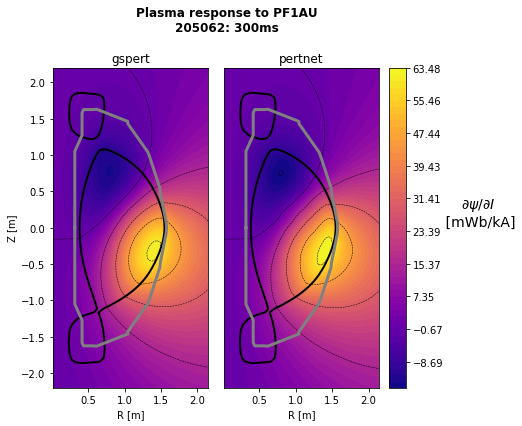 Plasma response to PF1AU
205062: 300ms
gspert
pertnet
2.0
1.5
1.0
0.5
0.0
−0.5
−1.0
−1.5
−2.0
Z [m]
0.5 1.0 1.5 2.0
R [m]
0.5 1.0 1.5 2.0
R [m]
63.48
55.46
47.44
39.43
31.41
23.39
15.37
7.35
−0.67
−8.69
∂ψ/∂I
[mWb/kA]